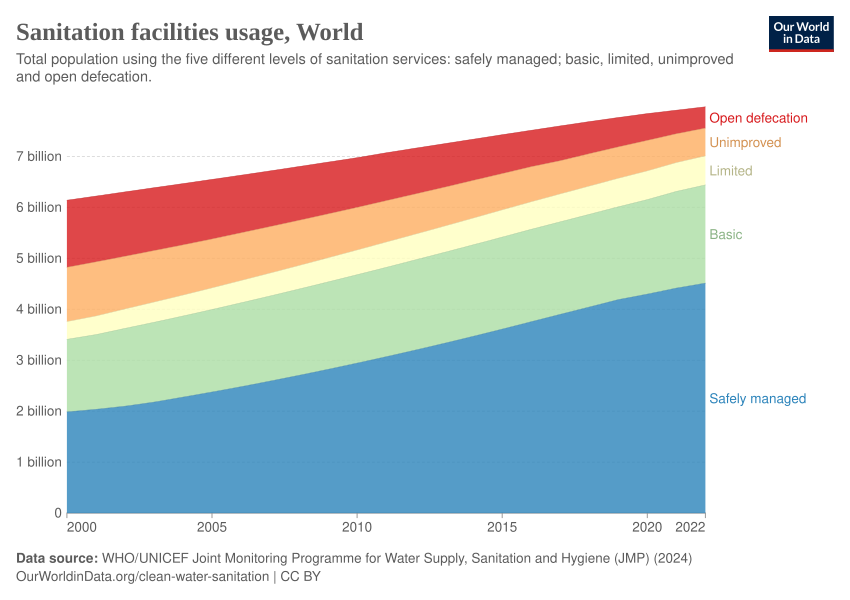 Sanitation facilities usage, World
Our World
in Data
Total population using the five different levels of sanitation services: safely managed; basic, limited, unimproved
and open defecation.
Open defecation
Unimproved
Limited
Basic
Safely managed
7 billion
6 billion
5 billion
4 billion
3 billion
2 billion
1 billion
0
2000 2005 2010 2015 2020 2022
Data source: WHO/UNICEF Joint Monitoring Programme for Water Supply, Sanitation and Hygiene (JMP) (2024)
OurWorldinData.org/clean-water-sanitation | CC BY